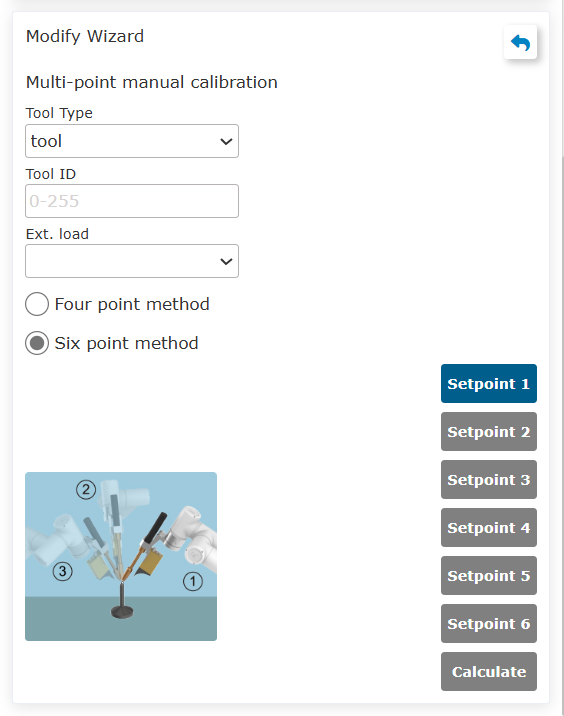 Modify Wizard
Multi-point manual calibration
Tool Type
tool
Tool ID
0-255
Ext. load
Four point method
Six point method
Setpoint 1
Setpoint 2
Setpoint 3
Setpoint 4
Setpoint 5
Setpoint 6
Calculate
2
3
1